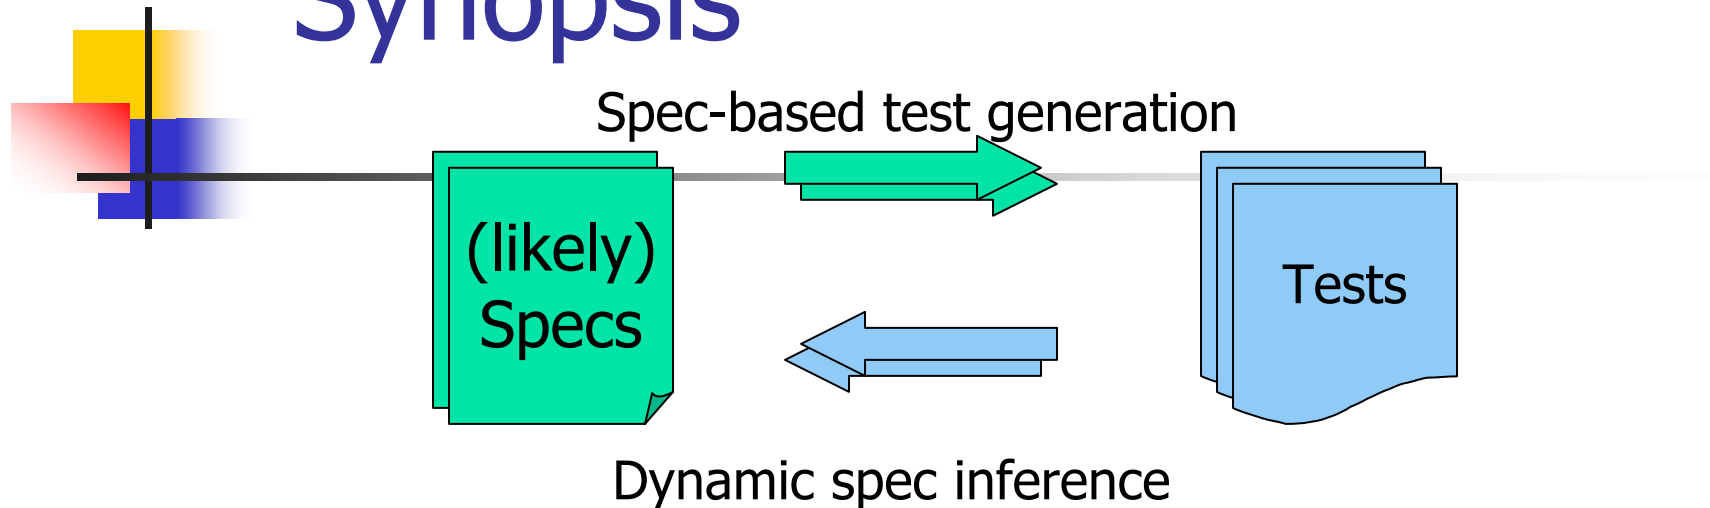 Synopsis
Spec-based test generation
(likely)
Specs
Tests
Dynamic spec inference